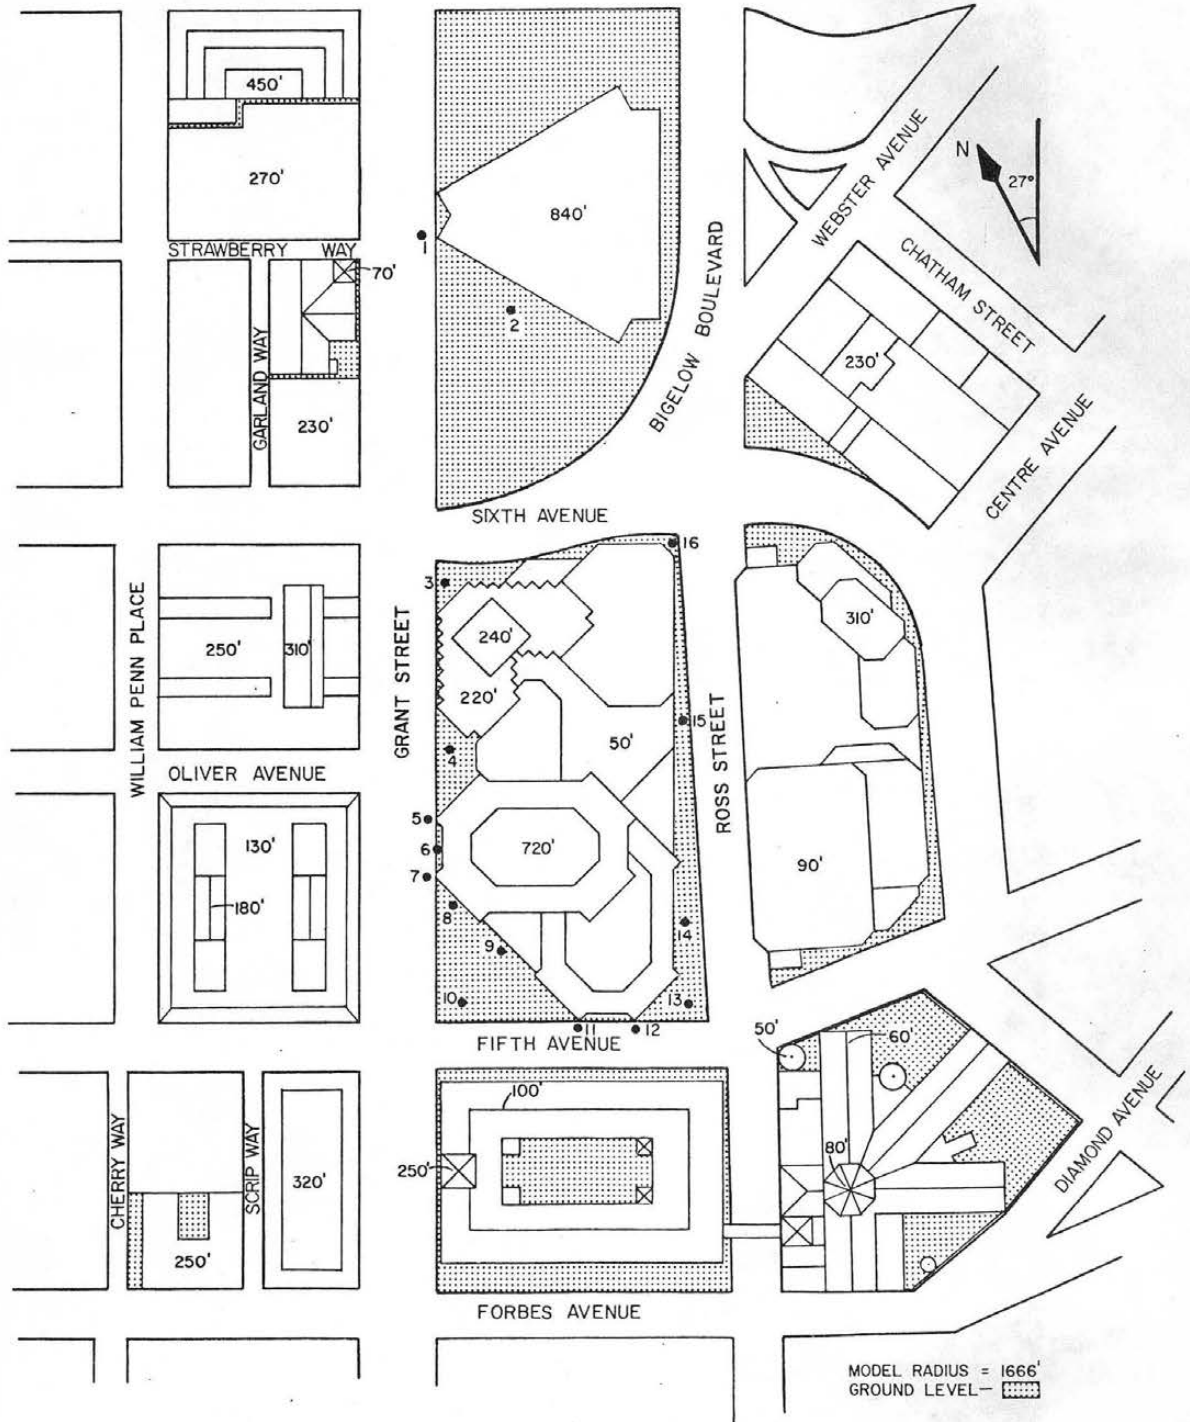 450'
270'
STRAWBERRY WAY
70'
GARLAND WAY
230'
840'
1
2
BIGELOW BOULEVARD
WEBSTER AVENUE
N
27°
CHATHAM STREET
230'
CENTRE AVENUE
SIXTH AVENUE
WILLIAM PENN PLACE
250'
310'
OLIVER AVENUE
GRANT STREET
3
16
240'
220'
50'
15
4
5
6
7
8
9
10
11
12
13
14
720'
ROSS STREET
310'
90'
130'
180'
FIFTH AVENUE
CHERRY WAY
SCRIP WAY
320'
250'
100'
250'
50'
60'
80'
DIAMOND AVENUE
FORBES AVENUE
MODEL RADIUS = 1666'
GROUND LEVEL—